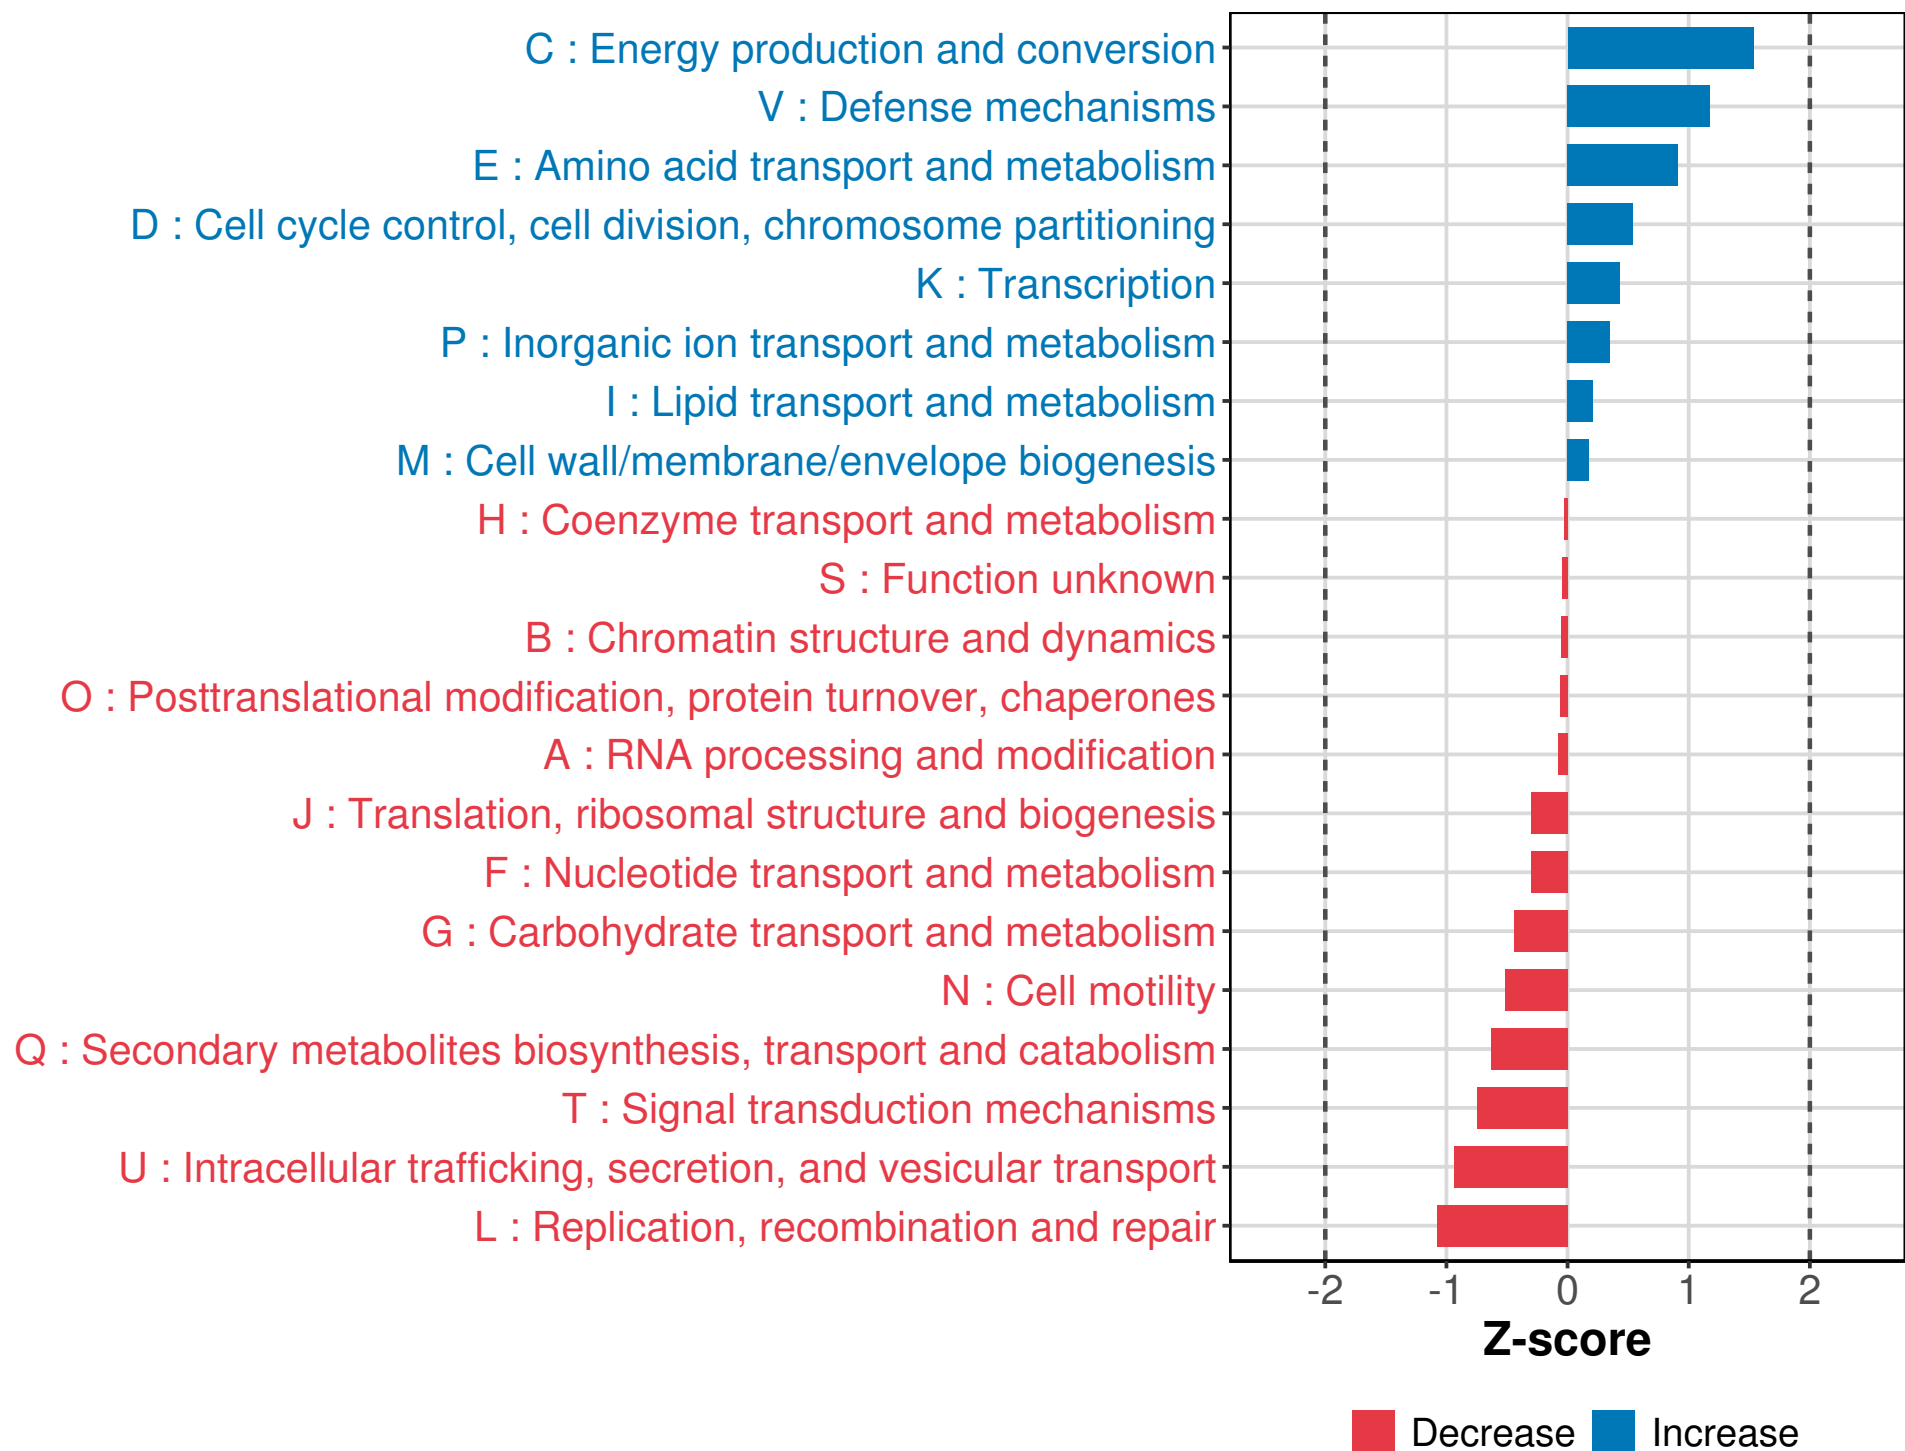 C : Energy production and conversion
V : Defense mechanisms
E : Amino acid transport and metabolism
D : Cell cycle control, cell division, chromosome partitioning
K : Transcription
P : Inorganic ion transport and metabolism
I : Lipid transport and metabolism
M : Cell wall/membrane/envelope biogenesis
H : Coenzyme transport and metabolism
S : Function unknown
B : Chromatin structure and dynamics
O : Posttranslational modification, protein turnover, chaperones
A : RNA processing and modification
J : Translation, ribosomal structure and biogenesis
F : Nucleotide transport and metabolism
G : Carbohydrate transport and metabolism
N : Cell motility
Q : Secondary metabolites biosynthesis, transport and catabolism
T : Signal transduction mechanisms
U : Intracellular trafficking, secretion, and vesicular transport
L : Replication, recombination and repair
-2 -1 0 1 2
Z-score
Decrease Increase